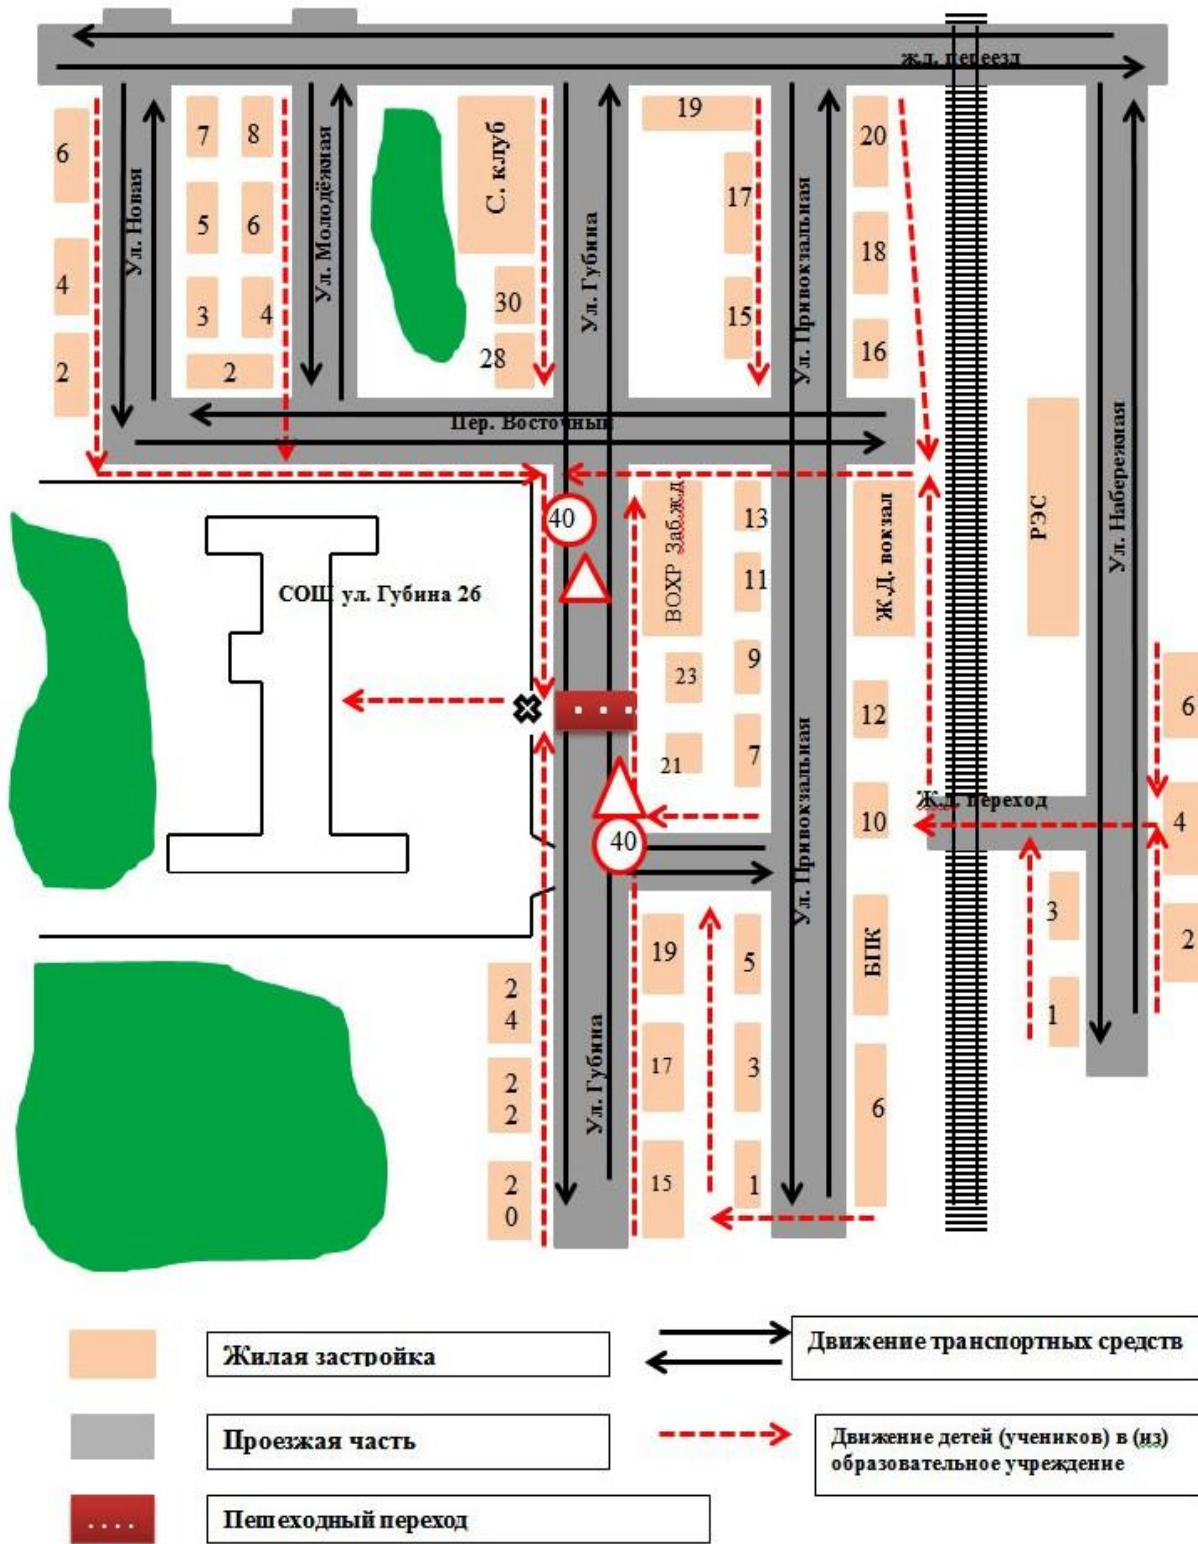 ж.д. переезд
6
7
8
19
20
Ул. Новая
Ул. Молодёжная
С. клуб
Ул. Губина
17
Ул. Привокзальная
4
5
6
18
3
4
30
15
2
2
28
16
Пер. Восточный
40
ВОХР Заб.ж.д
13
Ж.Д. вокзал
РЭС
Ул. Набережная
СОШ ул. Губина 26
11
23
9
12
6
21
7
Ж.д. переход
40
10
4
Ул. Привокзальная
19
5
БПК
3
2
2
4
Ул. Губина
17
3
1
2
2
6
2
0
15
1
Жилая застройка
Движение транспортных средств
Проезжая часть
Движение детей (учеников) в (из)
образовательное учреждение
Пешеходный переход